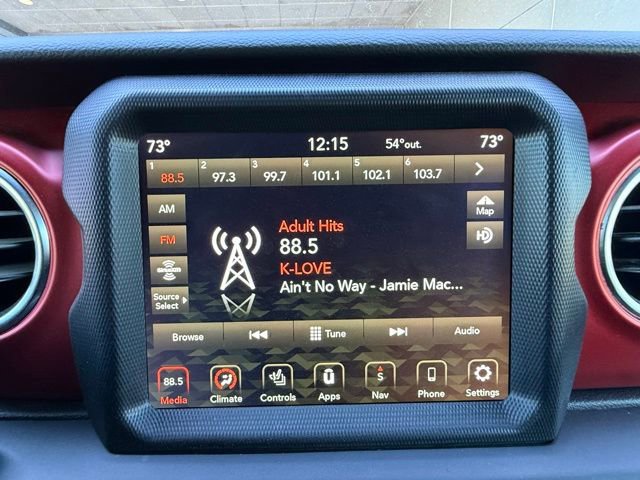 73° 12:15 54°out. 73°
1 88.5 2 97.3 3 99.7 4 101.1 5 102.1 6 103.7
AM
Map
FM
HD
Adult Hits
88.5
K-LOVE
Ain't No Way - Jamie Mac...
siriusxm
Source
Select
Browse Tune Audio
88.5
Media Climate Controls Apps S Nav Phone Settings